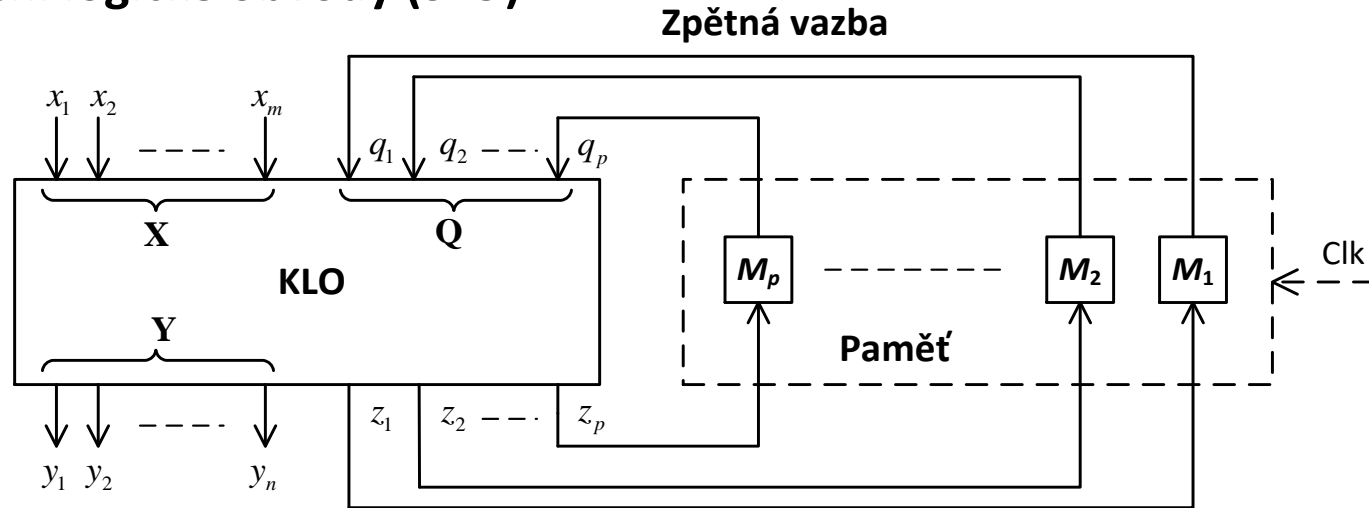 Zpětná vazba
x₁ x₂ xₘ
q₁ q₂ qₚ
X Q
Mₚ M₂ M₁ Clk
KLO
Y
Paměť
z₁ z₂ zₚ
y₁ y₂ yₙ